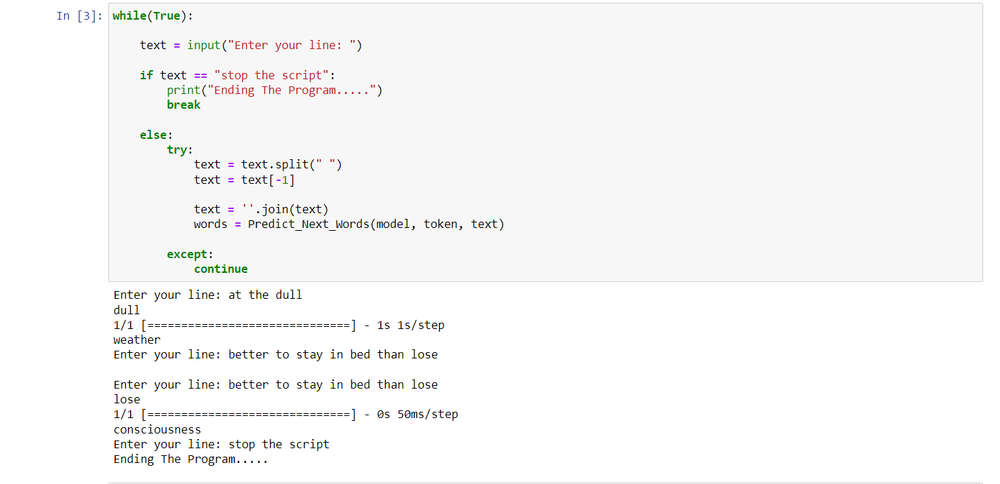 In [3]: while(True):
text = input("Enter your line: ")
if text == "stop the script":
print("Ending The Program.....")
break
else:
try:
text = text.split(" ")
text = text[-1]
text = ''.join(text)
words = Predict_Next_Words(model, token, text)
except:
continue
Enter your line: at the dull
dull
1/1 [==============================] - 1s 1s/step
weather
Enter your line: better to stay in bed than lose
Enter your line: better to stay in bed than lose
lose
1/1 [==============================] - 0s 50ms/step
consciousness
Enter your line: stop the script
Ending The Program.....